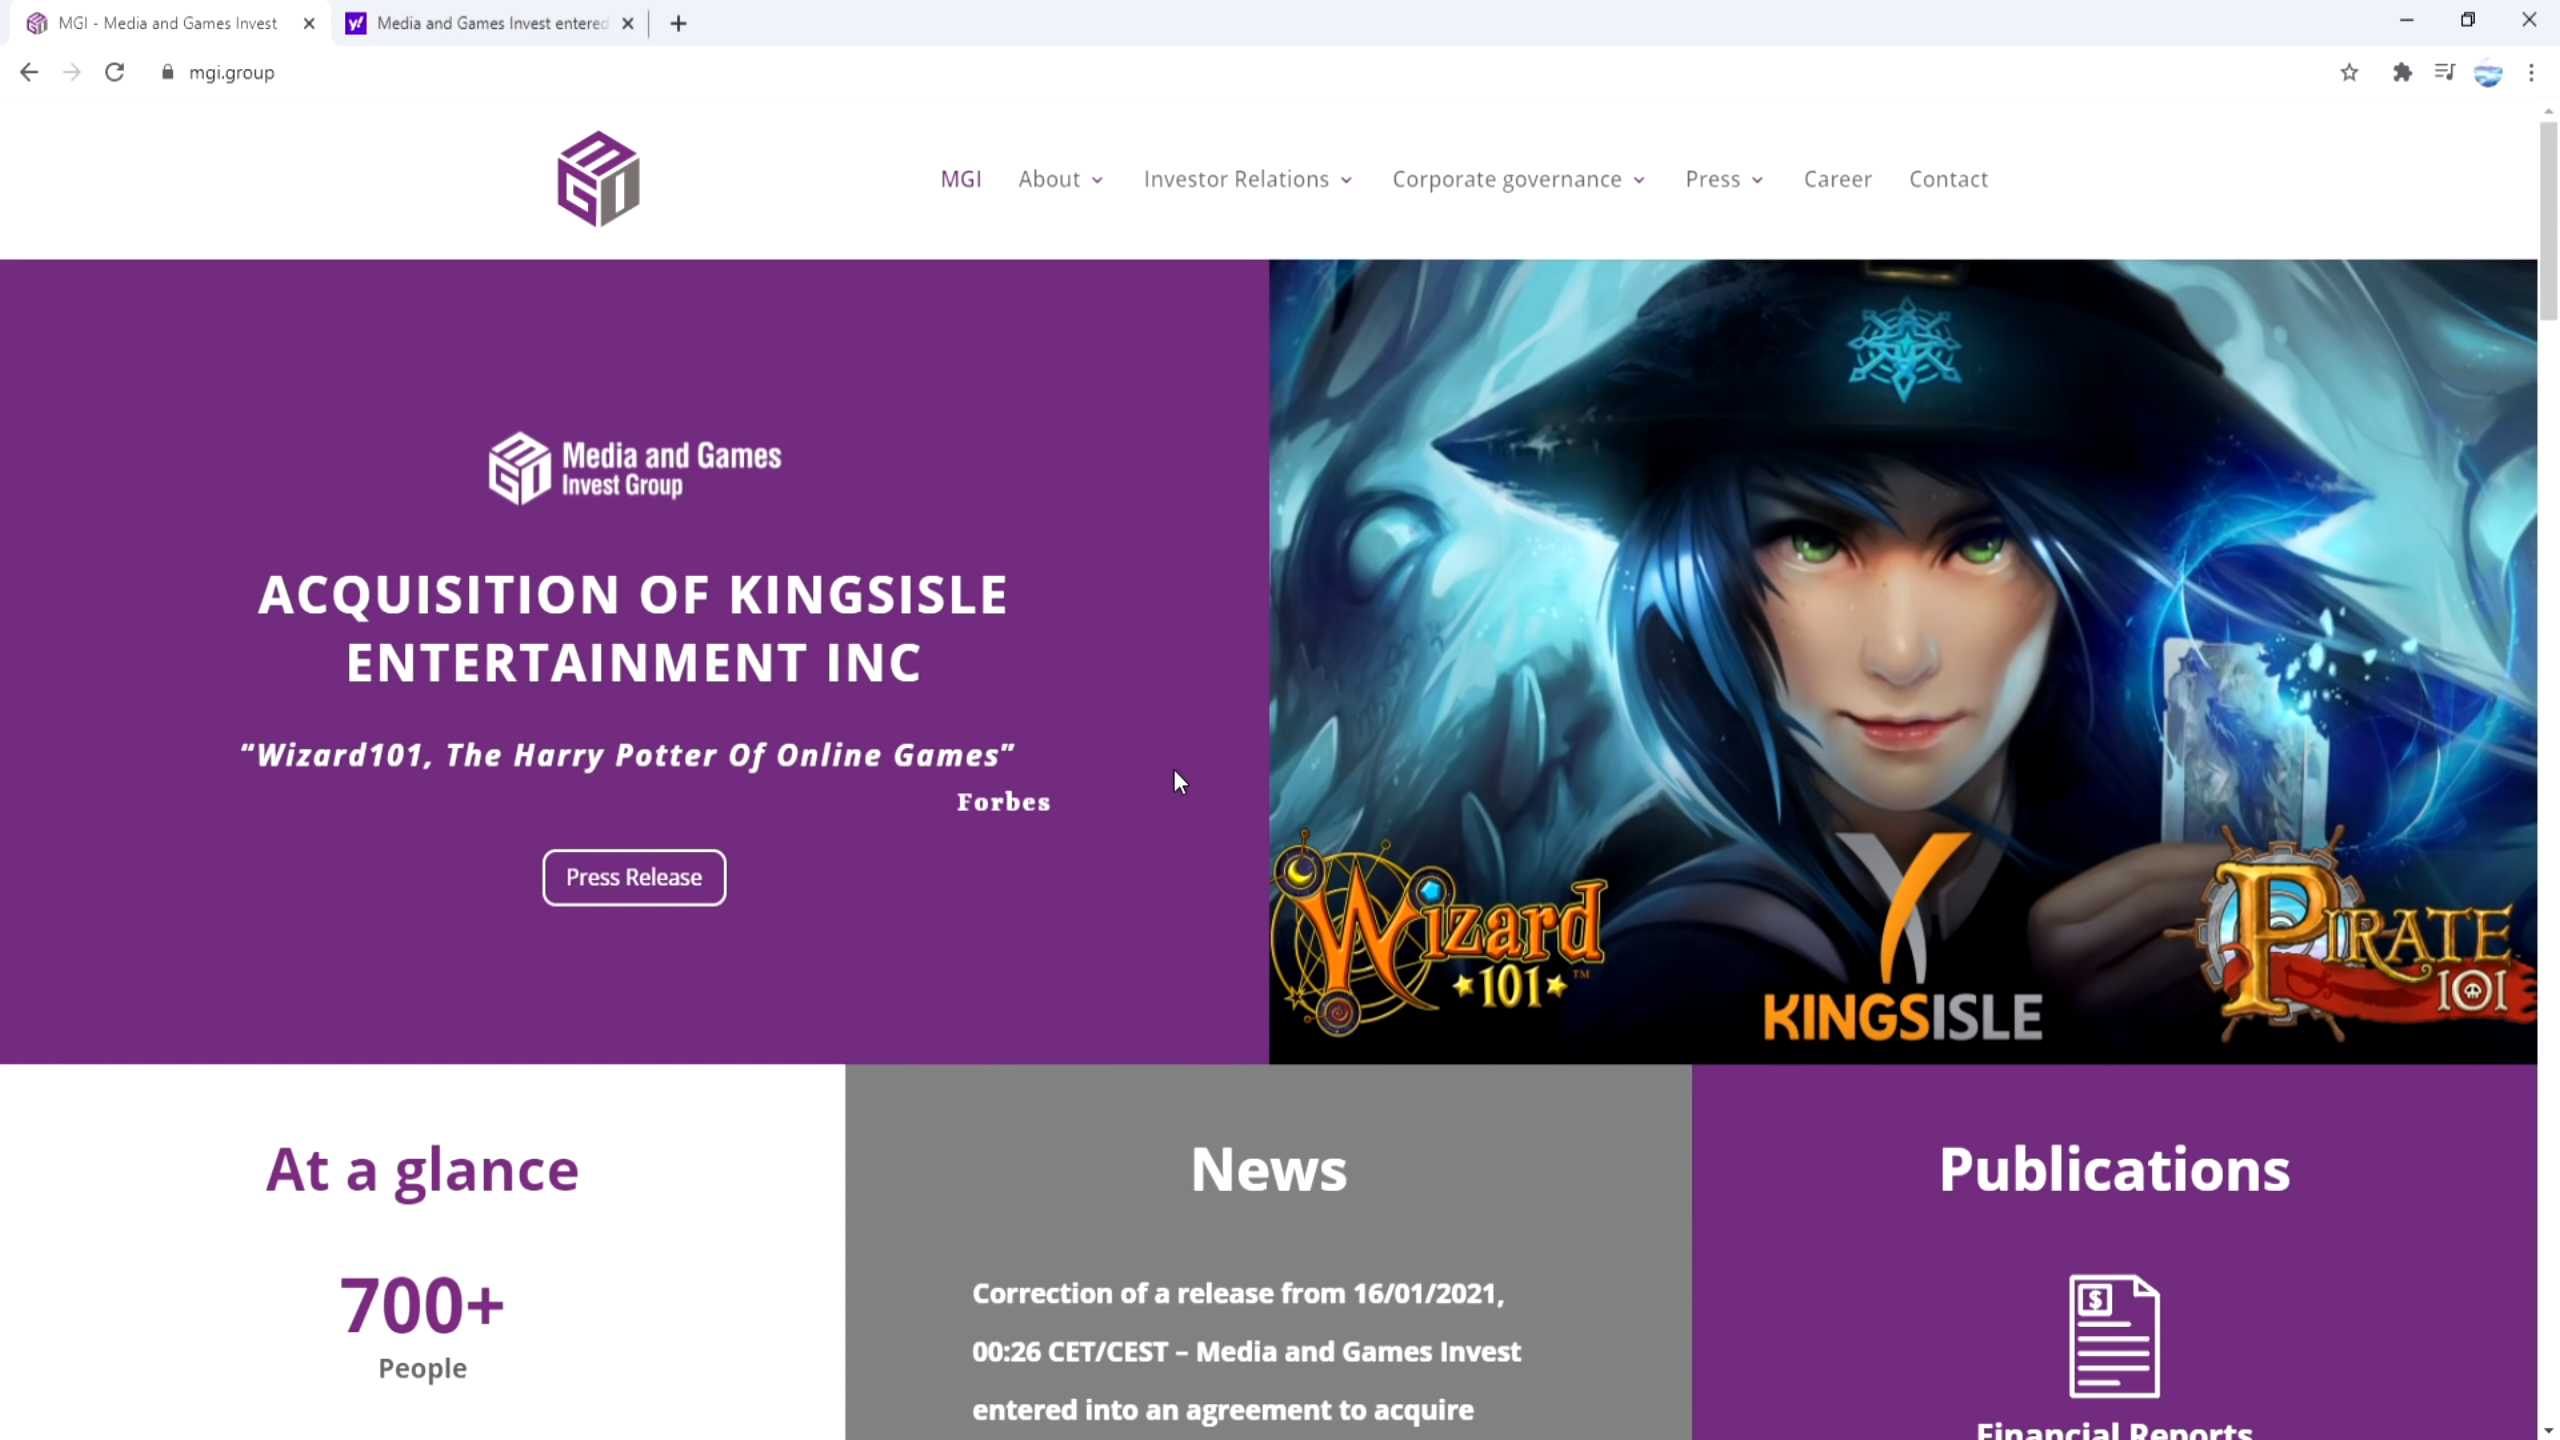 MGI - Media and Games Invest
Media and Games Invest entered
mgi.group
MGI
MGI About Investor Relations Corporate governance Press Career Contact
MGI Media and Games
Invest Group
ACQUISITION OF KINGSISLE
ENTERTAINMENT INC
“Wizard101, The Harry Potter Of Online Games”
Forbes
Press Release
Wizard
101 ™
KINGSISLE
PIRATE
101
At a glance
700+
People
News
Correction of a release from 16/01/2021,
00:26 CET/CEST – Media and Games Invest
entered into an agreement to acquire
Publications
$
Financial Reports